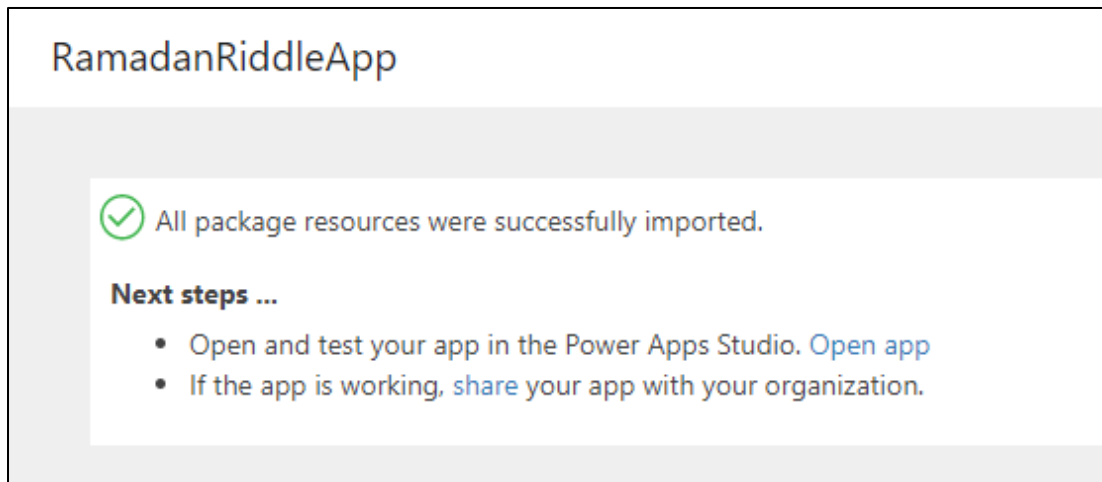 RamadanRiddleApp
All package resources were successfully imported.
Next steps ...
• Open and test your app in the Power Apps Studio. Open app
• If the app is working, share your app with your organization.